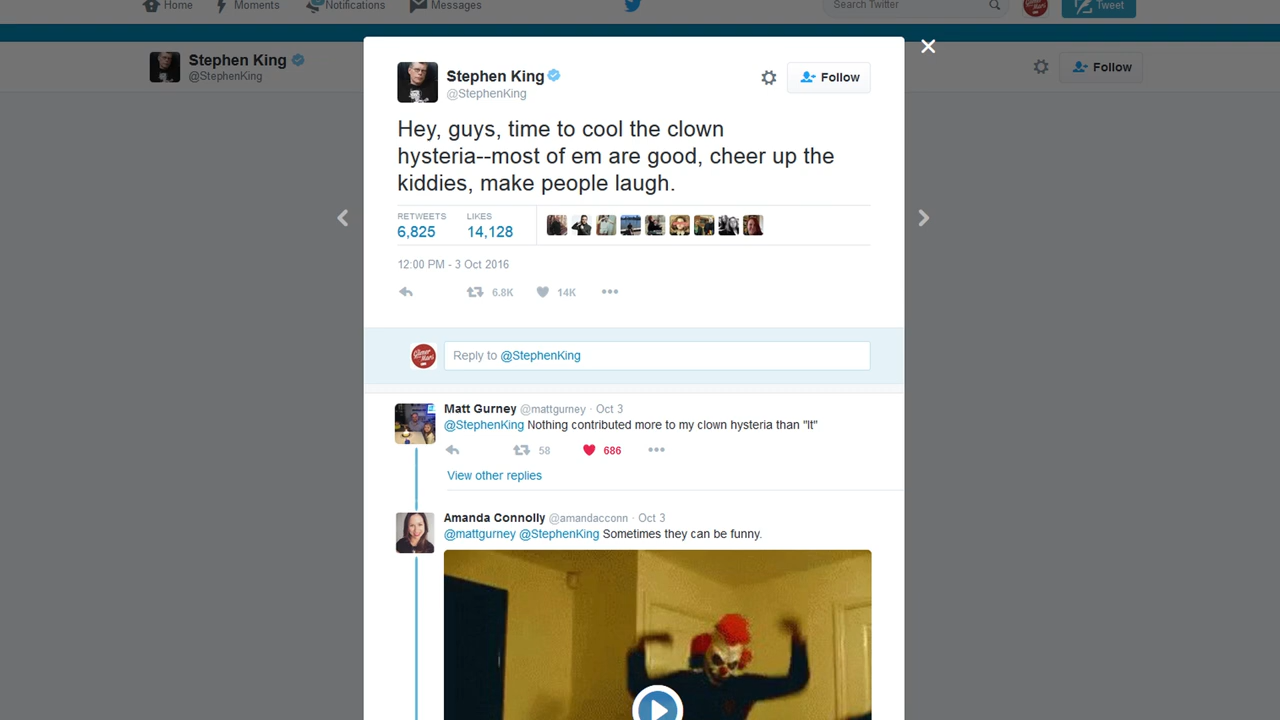 Home
Moments
Notifications
Messages
Search Twitter
Tweet
Stephen King
@StephenKing
Follow
Stephen King
@StephenKing
Follow
Hey, guys, time to cool the clown
hysteria--most of em are good, cheer up the
kiddies, make people laugh.
RETWEETS LIKES
6,825 14,128
12:00 PM - 3 Oct 2016
6.8K 14K
Reply to @StephenKing
Matt Gurney @mattgurney · Oct 3
@StephenKing Nothing contributed more to my clown hysteria than "It"
58 686
View other replies
Amanda Connolly @amandacconn · Oct 3
@mattgurney @StephenKing Sometimes they can be funny.